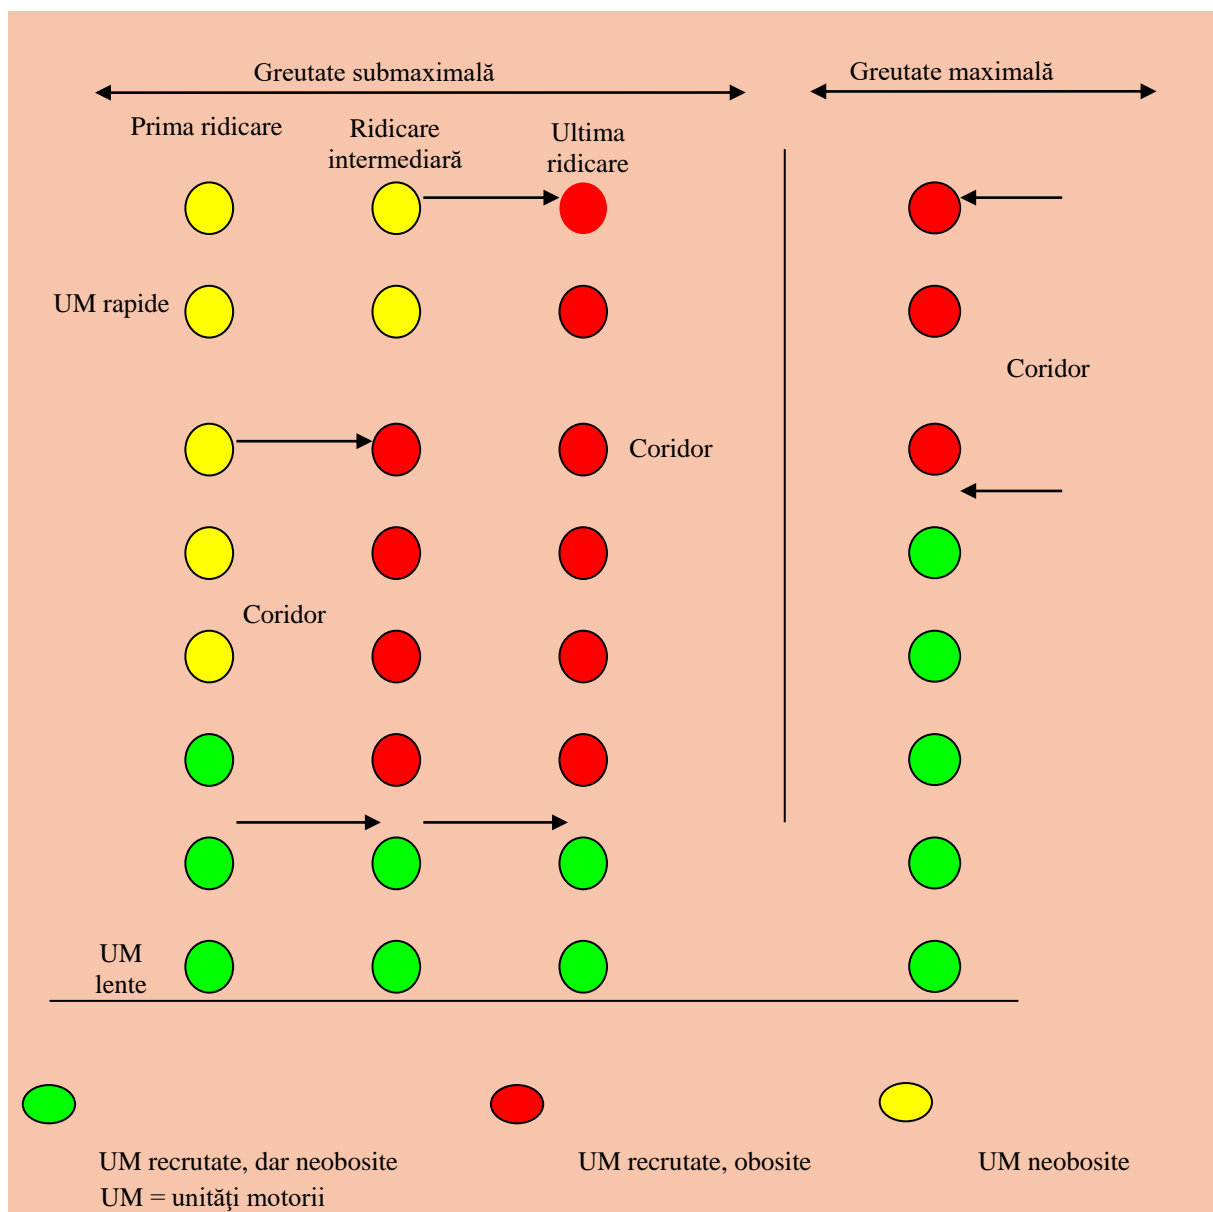 Greutate submaximală
Greutate maximală
Prima ridicare
Ridicare
intermediară
Ultima
ridicare
UM rapide
Coridor
Coridor
Coridor
UM
lente
UM recrutate, dar neobosite
UM recrutate, obosite
UM neobosite
UM = unităţi motorii